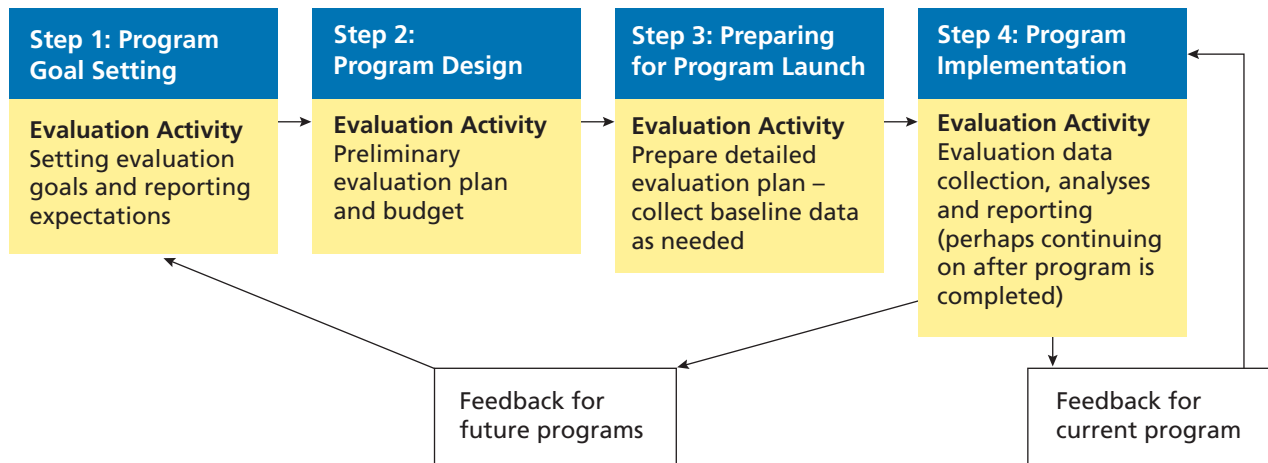 Step 1: Program
Goal Setting
Evaluation Activity
Setting evaluation
goals and reporting
expectations
Step 2:
Program Design
Evaluation Activity
Preliminary
evaluation plan
and budget
Step 3: Preparing
for Program Launch
Evaluation Activity
Prepare detailed
evaluation plan –
collect baseline data
as needed
Step 4: Program
Implementation
Evaluation Activity
Evaluation data
collection, analyses
and reporting
(perhaps continuing
on after program is
completed)
Feedback for
future programs
Feedback for
current program